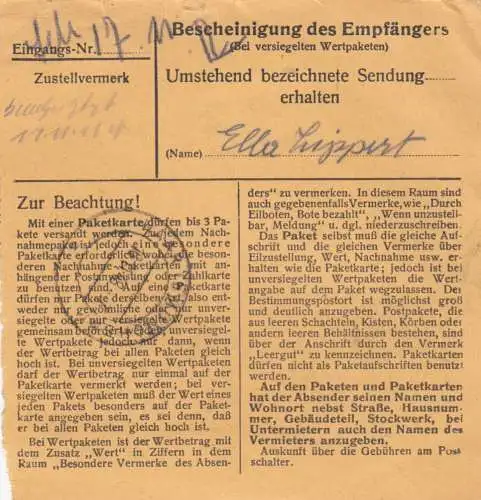 Eingangs-Nr. 17
Zustellvermerk
Bescheinigung des Empfängers
(Bei versiegelten Wertpaketen)
Umstehend bezeichnete Sendung
erhalten
(Name) Ella Lippert
Zur Beachtung!
Mit einer Paketkarte dürfen bis 3 Pa-
kete versandt werden. Zu jedem Nach-
nahmepaket ist jedoch eine besondere
Paketkarte erforderlich, wofür eine beson-
deren Nachnahme-Paketkarten mit an-
hängender Postanweisung oder Zahlkarte
zu benutzen sind. Auf eine Paketkarte
dürfen nur Pakete derselben Art, also ent-
weder nur gewöhnliche oder nur unver-
siegelte oder nur versiegelte Wertpakete
gemeinsam befördert werden, unversiegel-
te Wertpakete jedoch nur dann, wenn
der Wertbetrag bei allen Paketen gleich
hoch ist. Bei unversiegelten Wertpaketen
darf der Wertbetrag nur einmal auf der
Paketkarte vermerkt werden; bei ver-
siegelten Wertpaketen muß der Wert eines
jeden Pakets besonders auf der Paket-
karte angegeben sein, es sei denn, daß
er bei allen Paketen gleich hoch ist.
Bei Wertpaketen ist der Wertbetrag mit
dem Zusatz „Wert“ in Ziffern in dem
Raum "Besondere Vermerke des Absen-
ders“ zu vermerken. In diesem Raum sind
auch gegebenenfalls Vermerke, wie „Durch
Eilboten, Bote bezahlt“, „Wenn unzustell-
bar, Meldung“ u. dgl. niederzuschreiben.
Das Paket selbst muß die gleiche Auf-
schrift und die gleichen Vermerke über
Eilzustellung, Wert, Nachnahme usw. er-
halten wie die Paketkarte; jedoch ist bei
versiegelten Paketen die Wert-
angabe auf dem Paket wegzulassen. Der
Bestimmungspostort ist möglichst groß
und deutlich anzugeben. Postpakete, die
aus leeren Schachteln, Kisten, Körben oder
anderen leeren Behältnissen bestehen, sind
über der Anschrift durch den Vermerk
„Leergut“ zu kennzeichnen. Paketkarten
dürfen nicht als Paketaufschriften benutzt
werden.
Auf den Paketen und Paketkarten
hat der Absender seinen Namen und
Wohnort nebst Straße, Hausnum-
mer, Gebäudeteil, Stockwerk, bei
Untermietern auch den Namen des
Vermieters anzugeben.
Auskunft über die Gebühren am Post
schalter.